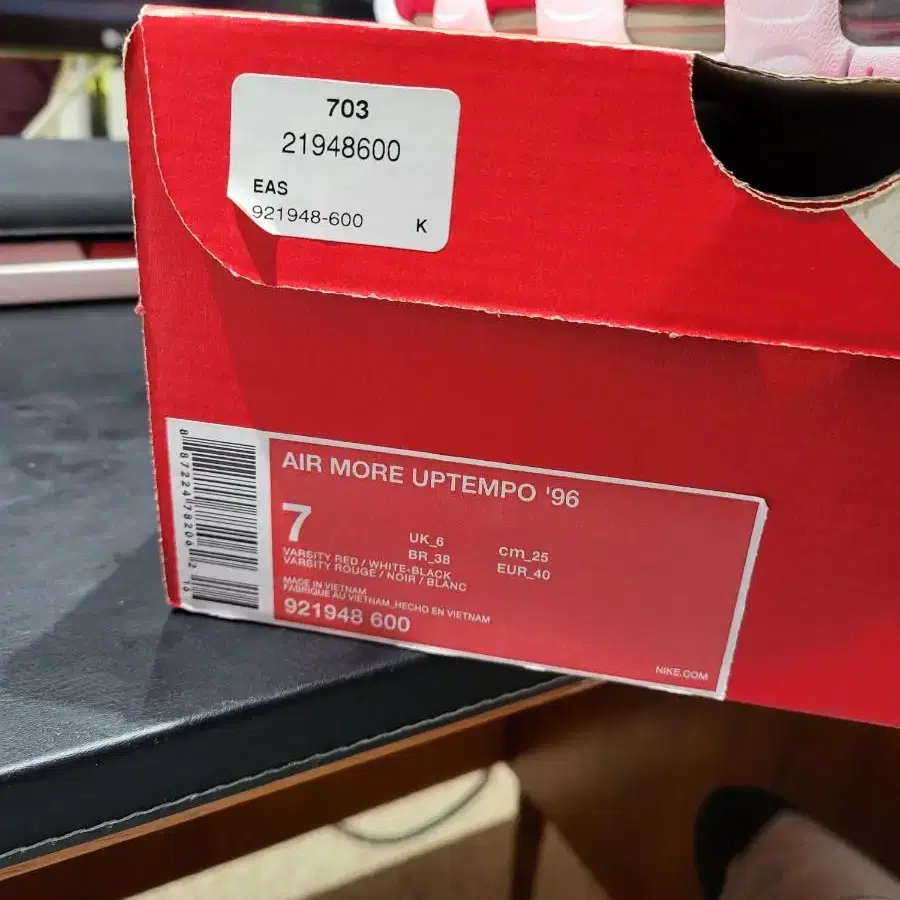 703
21948600
EAS
921948-600 K
AIR MORE UPTEMPO '96
7
UK_6 cm_25
BR_38 EUR_40
VARSITY RED / WHITE-BLACK
VARSITY ROUGE / NOIR / BLANC
MADE IN VIETNAM
FABRIQUE AU VIETNAM_HECHO EN VIETNAM
921948 600
NIKE.COM